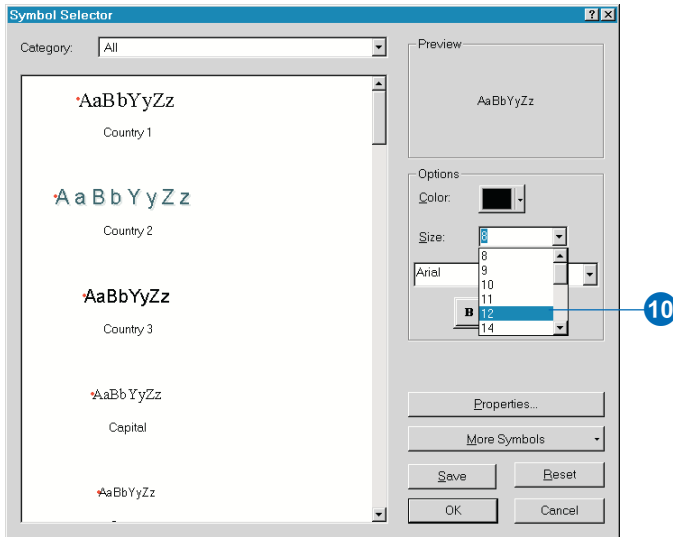 Symbol Selector
Category: All
AaBbYyZz
Country 1
AaBbYyZz
Country 2
AaBbYyZz
Country 3
AaBbYyZz
Capital
AaBbYyZz
Preview
AaBbYyZz
Options
Color:
Size: 8
8
9
10
11
12
14
Arial
B
10
Properties...
More Symbols
Save Reset
OK Cancel